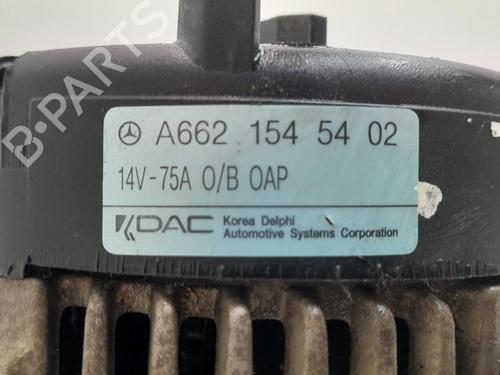 A662 154 54 02
14V-75A O/B OAP
KDAC Korea Delphi
Automotive Systems Corporation
B-PARTS